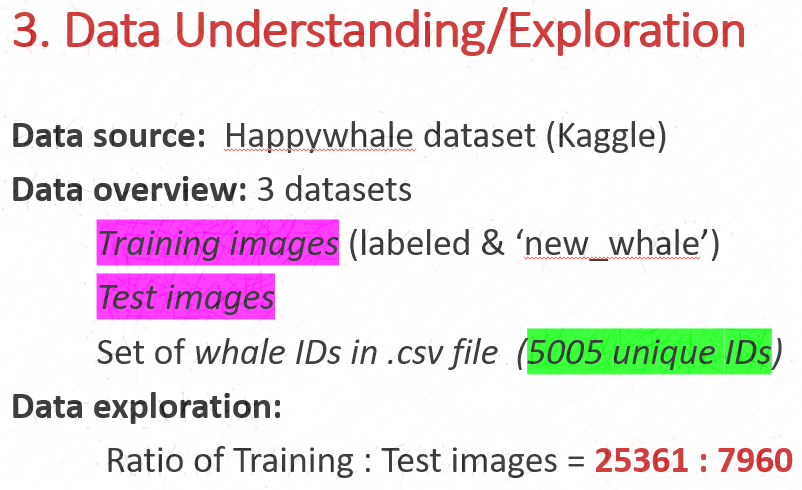 3. Data Understanding/Exploration
Data source: Happywhale dataset (Kaggle)
Data overview: 3 datasets
Training images (labeled & ‘new_whale’)
Test images
Set of whale IDs in .csv file (5005 unique IDs)
Data exploration:
Ratio of Training : Test images = 25361 : 7960